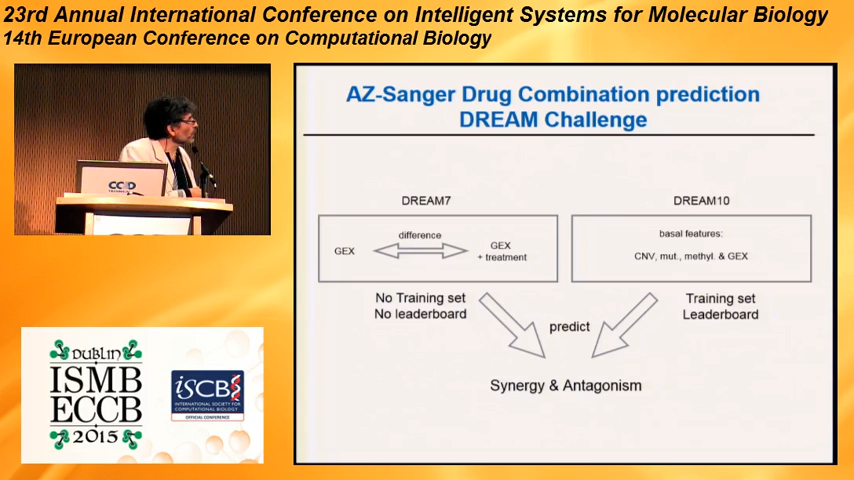 23rd Annual International Conference on Intelligent Systems for Molecular Biology
14th European Conference on Computational Biology
AZ-Sanger Drug Combination prediction
DREAM Challenge
DREAM7
DREAM10
GEX
difference
GEX
+ treatment
basal features:
CNV, mut., methyl. & GEX
No Training set
No leaderboard
predict
Training set
Leaderboard
Synergy & Antagonism
DUBLIN
ISMB
ECCB
2015
ISCB
INTERNATIONAL SOCIETY FOR
COMPUTATIONAL BIOLOGY
OFFICIAL CONFERENCE